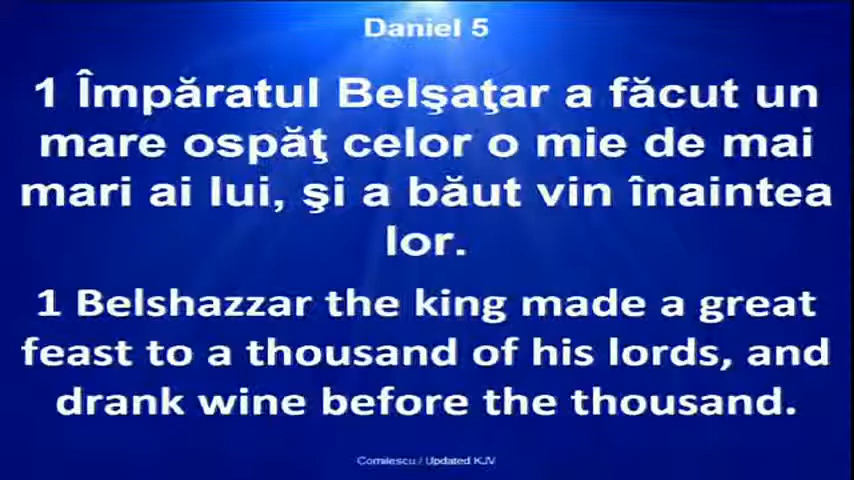 Daniel 5
1 Împăratul Belşaţar a făcut un
mare ospăţ celor o mie de mai
mari ai lui, şi a băut vin înaintea
lor.
1 Belshazzar the king made a great
feast to a thousand of his lords, and
drank wine before the thousand.
Cornilescu / Updated KJV